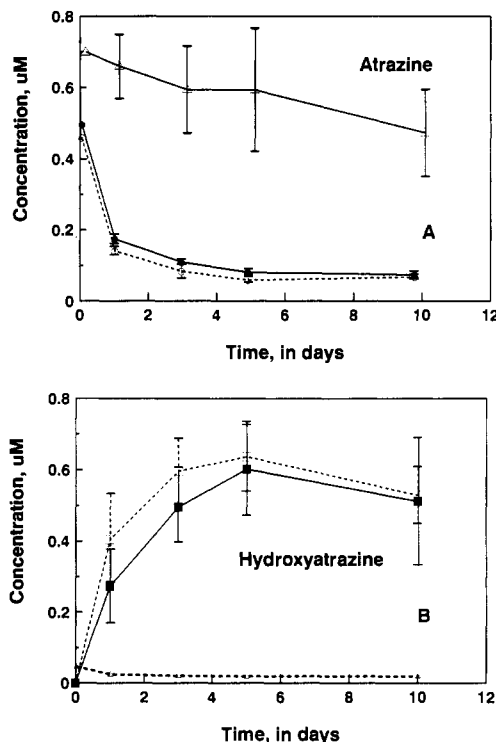 Concentration, uM
0.8
0.6
0.4
0.2
0
Atrazine
A
0 2 4 6 8 10 12
Time, in days
Concentration, uM
0.8
0.6
0.4
0.2
0
Hydroxyatrazine
B
0 2 4 6 8 10 12
Time, in days